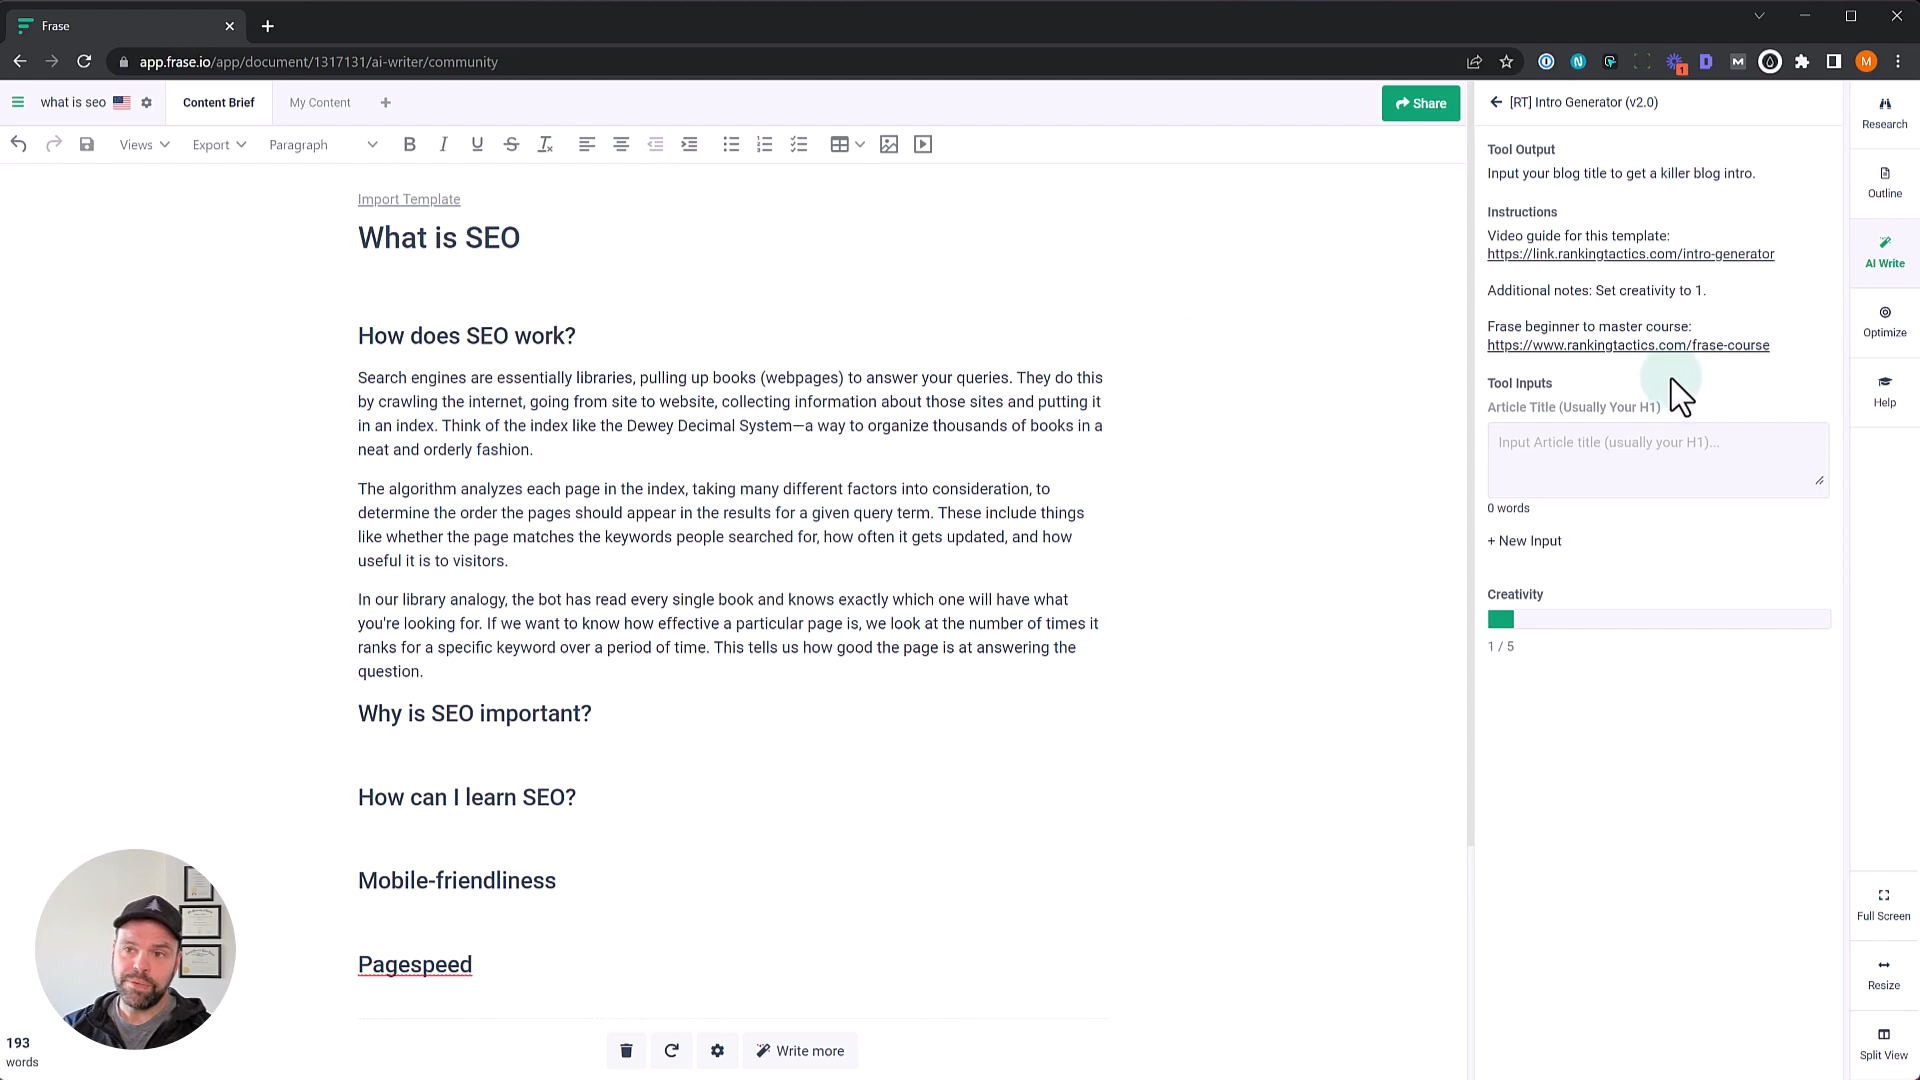 Frase
app.frase.io/app/document/1317131/ai-writer/community
what is seo
Content Brief
My Content
Share
Views
Export
Paragraph
Import Template
What is SEO
How does SEO work?
Search engines are essentially libraries, pulling up books (webpages) to answer your queries. They do this
by crawling the internet, going from site to website, collecting information about those sites and putting it
in an index. Think of the index like the Dewey Decimal System—a way to organize thousands of books in a
neat and orderly fashion.
The algorithm analyzes each page in the index, taking many different factors into consideration, to
determine the order the pages should appear in the results for a given query term. These include things
like whether the page matches the keywords people searched for, how often it gets updated, and how
useful it is to visitors.
In our library analogy, the bot has read every single book and knows exactly which one will have what
you're looking for. If we want to know how effective a particular page is, we look at the number of times it
ranks for a specific keyword over a period of time. This tells us how good the page is at answering the
question.
Why is SEO important?
How can I learn SEO?
Mobile-friendliness
Pagespeed
193
words
Write more
[RT] Intro Generator (v2.0)
Tool Output
Input your blog title to get a killer blog intro.
Instructions
Video guide for this template:
https://link.rankingtactics.com/intro-generator
Additional notes: Set creativity to 1.
Frase beginner to master course:
https://www.rankingtactics.com/frase-course
Tool Inputs
Article Title (Usually Your H1)
Input Article title (usually your H1)...
0 words
+ New Input
Creativity
1 / 5
Research
Outline
AI Write
Optimize
Help
Full Screen
Resize
Split View